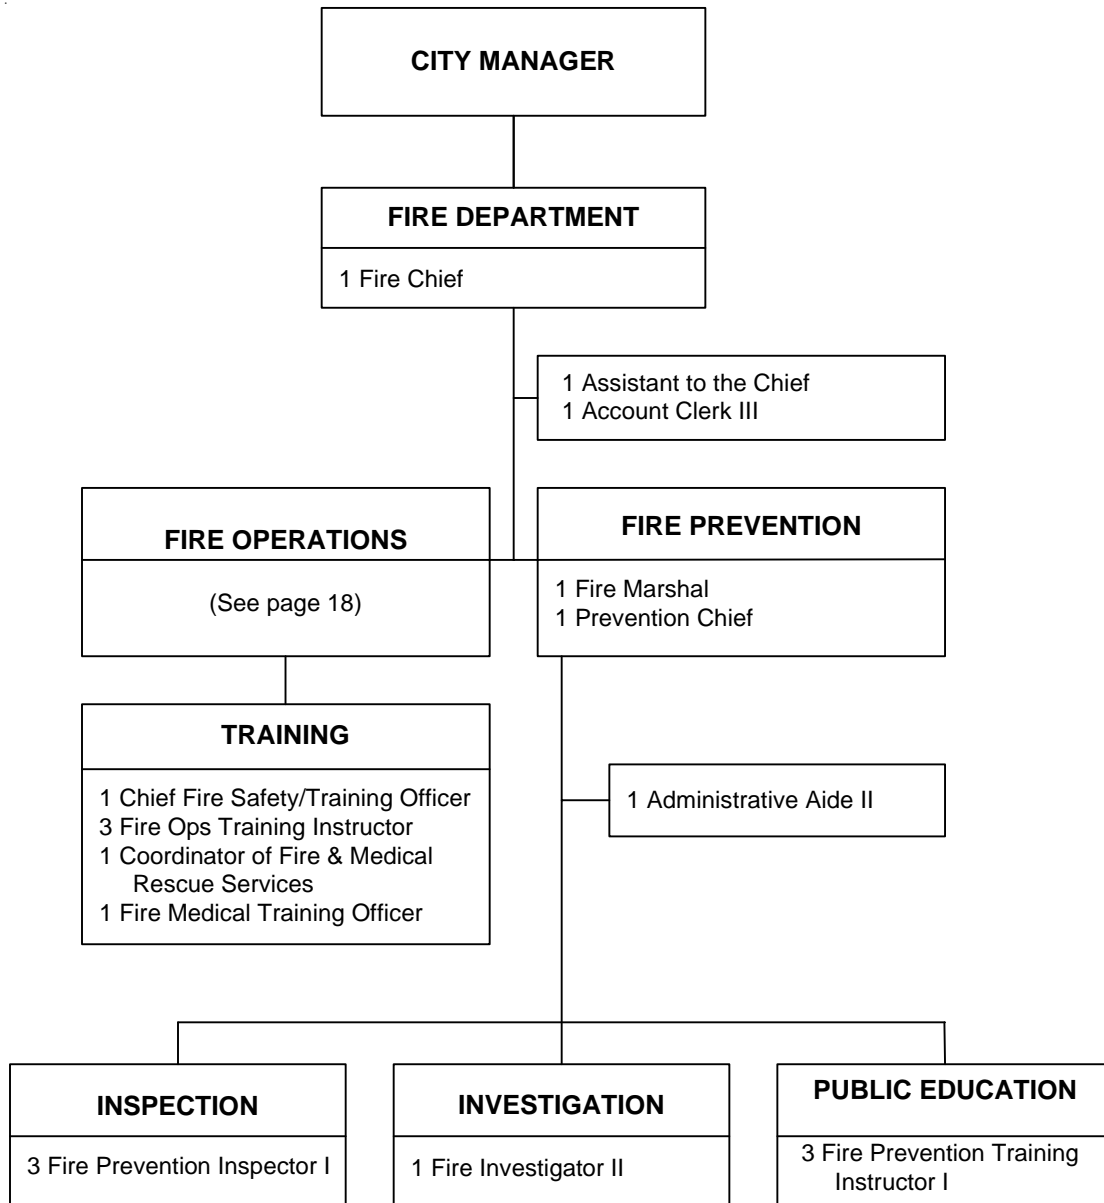 CITY MANAGER
FIRE DEPARTMENT
1 Fire Chief
1 Assistant to the Chief
1 Account Clerk III
FIRE OPERATIONS
(See page 18)
FIRE PREVENTION
1 Fire Marshal
1 Prevention Chief
TRAINING
1 Chief Fire Safety/Training Officer
3 Fire Ops Training Instructor
1 Coordinator of Fire & Medical
Rescue Services
1 Fire Medical Training Officer
1 Administrative Aide II
INSPECTION
3 Fire Prevention Inspector I
INVESTIGATION
1 Fire Investigator II
PUBLIC EDUCATION
3 Fire Prevention Training
Instructor I